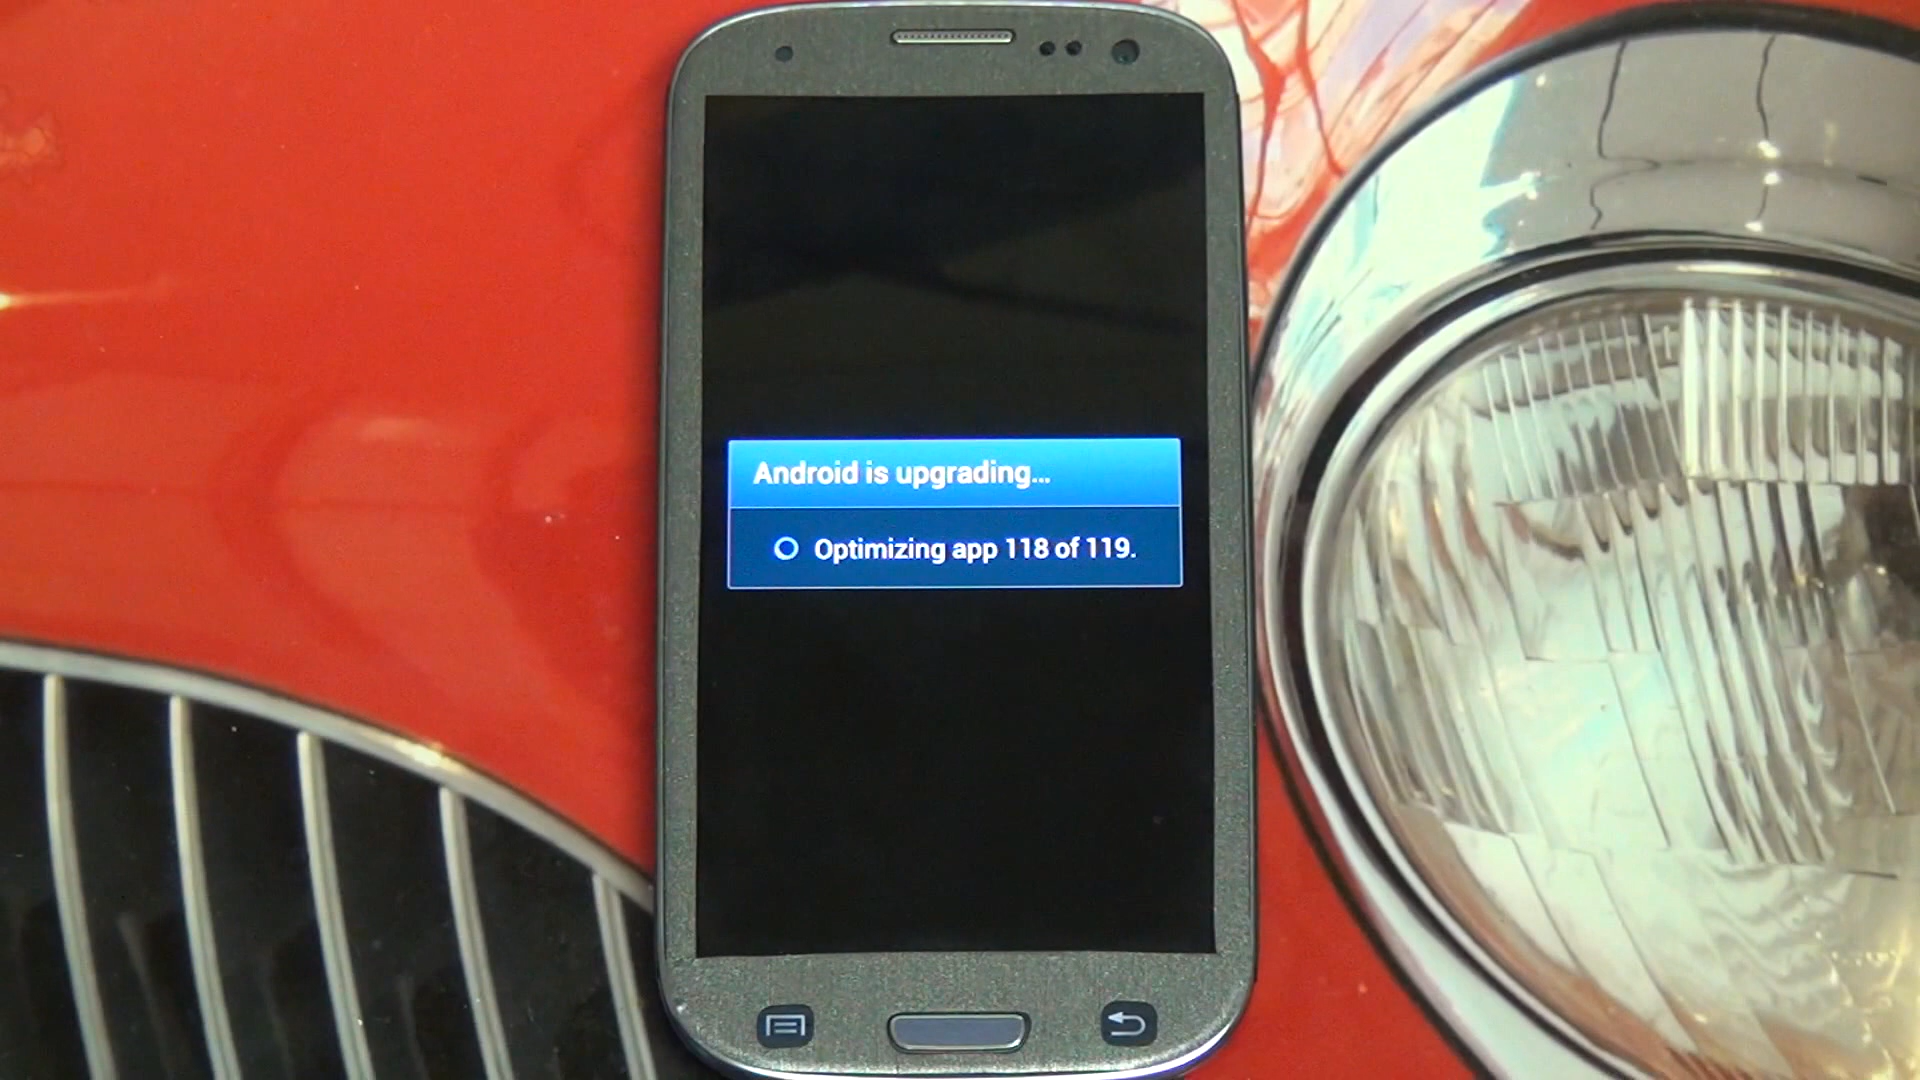 Android is upgrading...
Optimizing app 118 of 119.